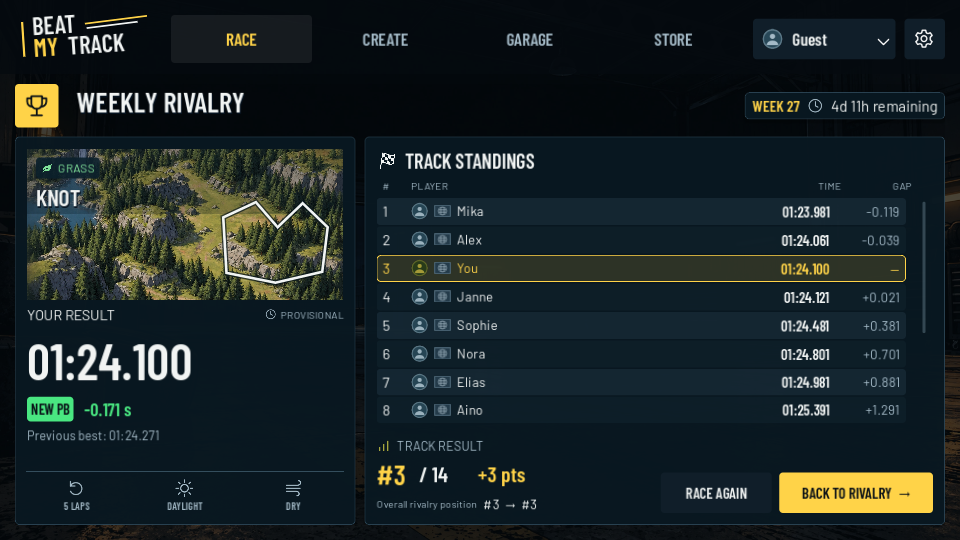 BEAT
MY TRACK
RACE
CREATE
GARAGE
STORE
Guest
WEEKLY RIVALRY
WEEK 27 4d 11h remaining
GRASS
KNOT
YOUR RESULT
PROVISIONAL
01:24.100
NEW PB -0.171 s
Previous best: 01:24.271
5 LAPS
DAYLIGHT
DRY
TRACK STANDINGS
# PLAYER TIME GAP
1 Mika 01:23.981 -0.119
2 Alex 01:24.061 -0.039
3 You 01:24.100 —
4 Janne 01:24.121 +0.021
5 Sophie 01:24.481 +0.381
6 Nora 01:24.801 +0.701
7 Elias 01:24.981 +0.881
8 Aino 01:25.391 +1.291
TRACK RESULT
#3 / 14 +3 pts
Overall rivalry position #3 → #3
RACE AGAIN
BACK TO RIVALRY →